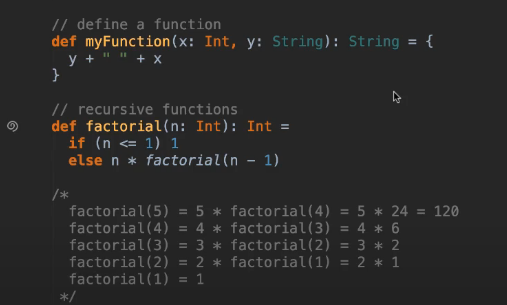 // define a function
def myFunction(x: Int, y: String): String = {
  y + " " + x
}
// recursive functions
def factorial(n: Int): Int =
  if (n <= 1) 1
  else n * factorial(n - 1)
/*
  factorial(5) = 5 * factorial(4) = 5 * 24 = 120
  factorial(4) = 4 * factorial(3) = 4 * 6
  factorial(3) = 3 * factorial(2) = 3 * 2
  factorial(2) = 2 * factorial(1) = 2 * 1
  factorial(1) = 1
 */